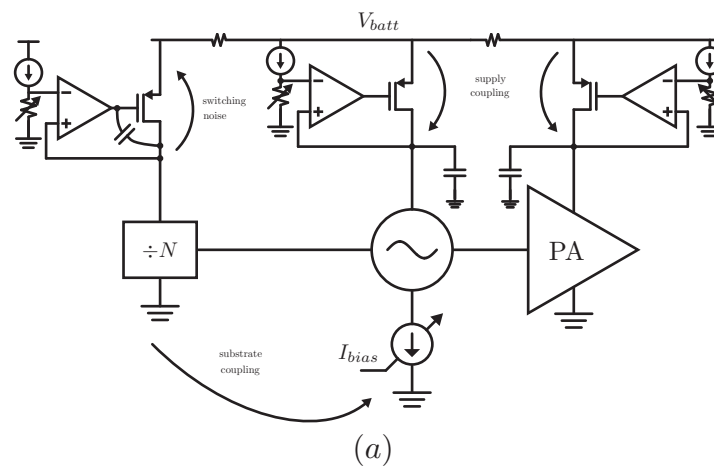 V_batt
switching
noise
supply
coupling
− + − + − +
÷N
PA
I_bias
substrate
coupling
(a)